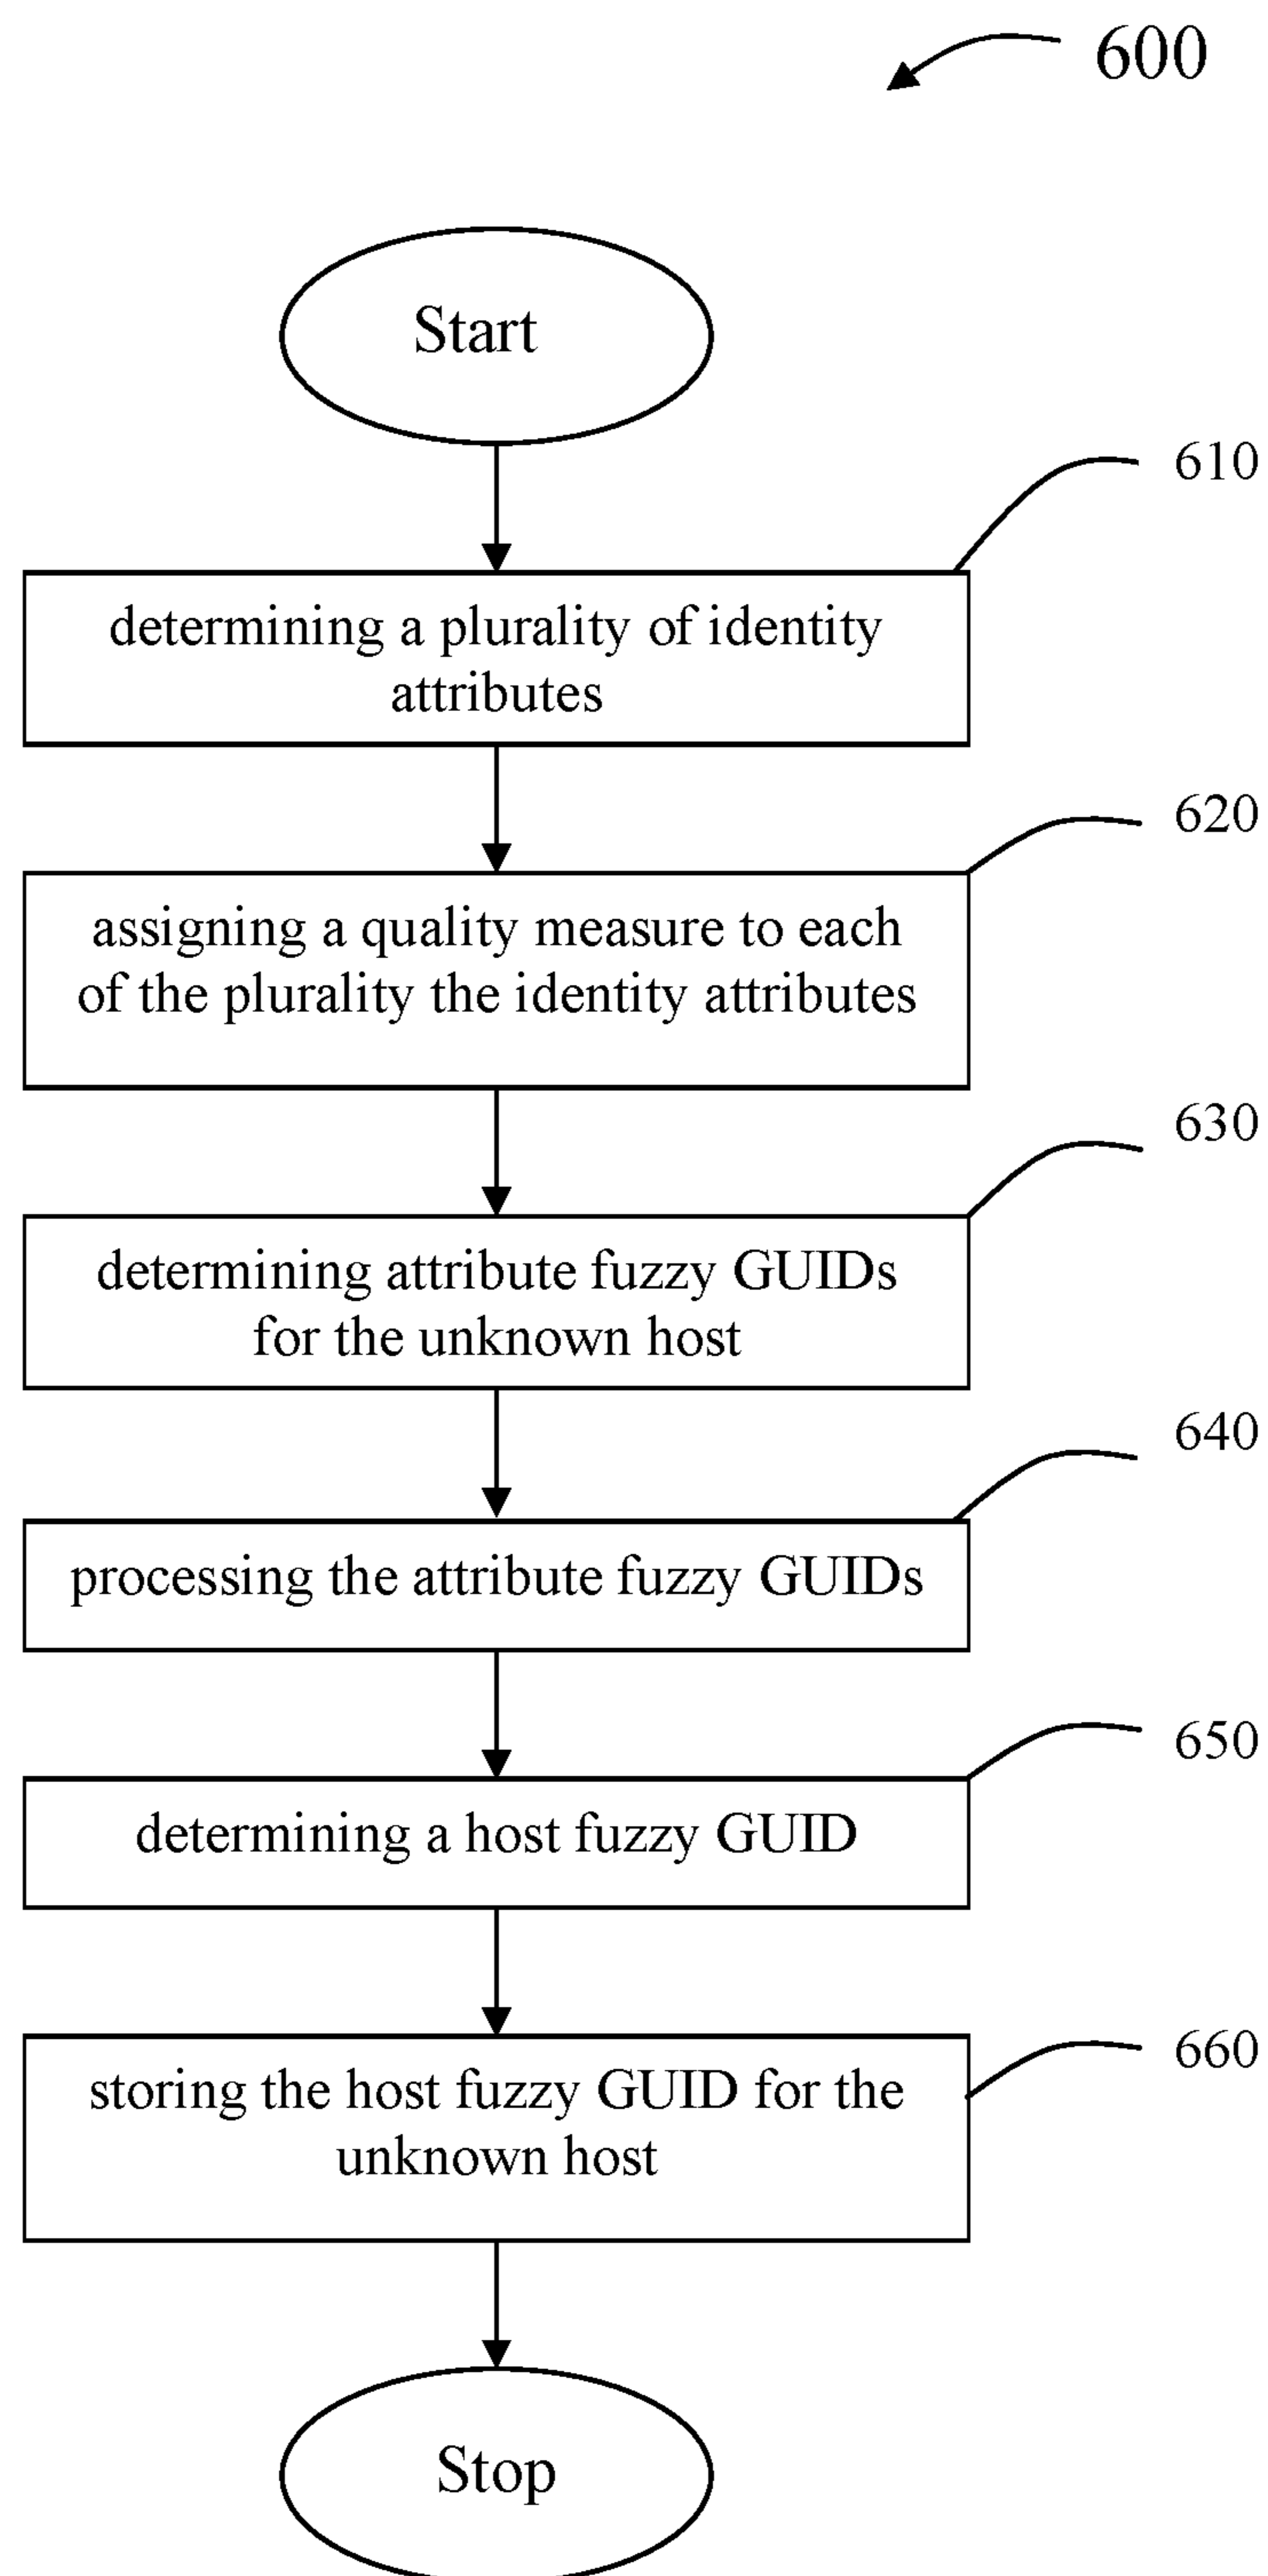 600
Start
610
determining a plurality of identity
attributes
620
assigning a quality measure to each
of the plurality the identity attributes
630
determining attribute fuzzy GUIDs
for the unknown host
640
processing the attribute fuzzy GUIDs
650
determining a host fuzzy GUID
660
storing the host fuzzy GUID for the
unknown host
Stop